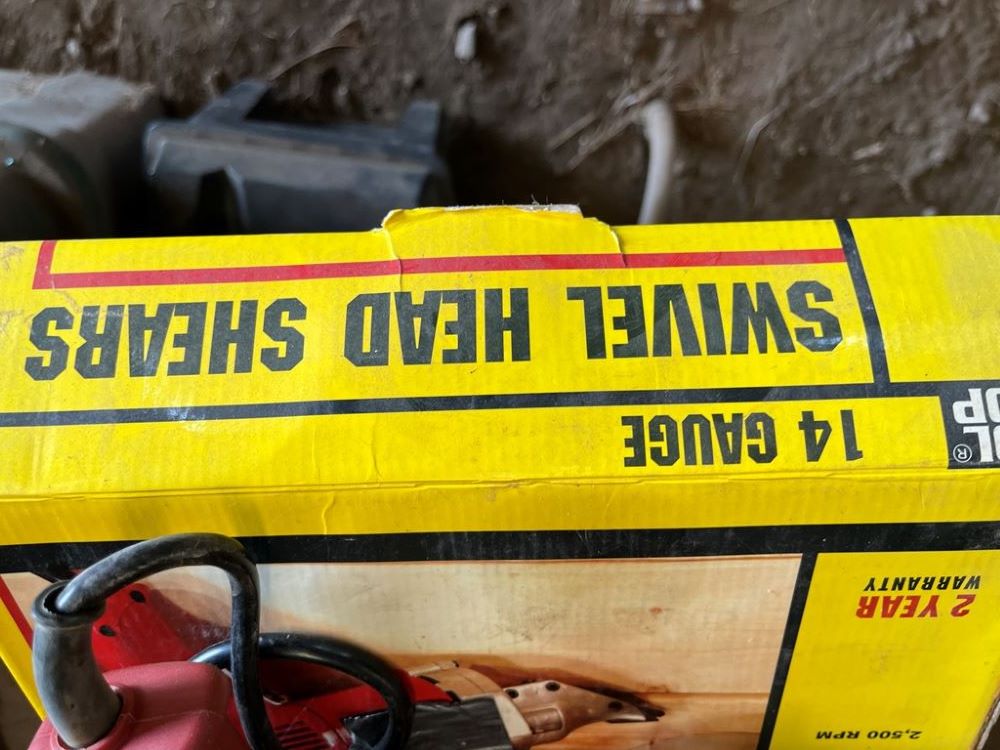 14 GAUGE
SWIVEL HEAD SHEARS
2 YEAR
WARRANTY
2,500 RPM